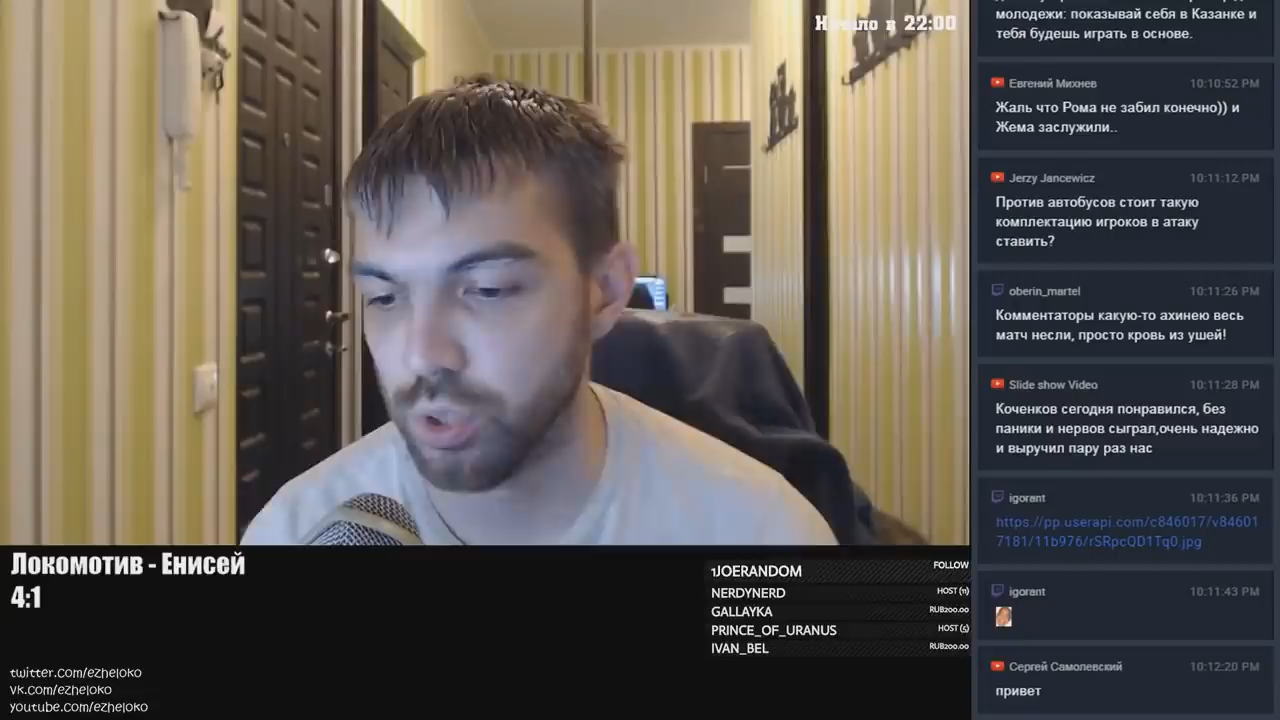 Начало в 22:00
молодежи: показывай себя в Казанке и
тебя будешь играть в основе.
Евгений Михнев 10:10:52 PM
Жаль что Рома не забил конечно)) и
Жема заслужили..
Jerzy Jancewicz 10:11:12 PM
Против автобусов стоит такую
комплектацию игроков в атаку
ставить?
oberin_martel 10:11:26 PM
Комментаторы какую-то ахинею весь
матч несли, просто кровь из ушей!
Slide show Video 10:11:28 PM
Коченков сегодня понравился, без
паники и нервов сыграл,очень надежно
и выручил пару раз нас
igorant 10:11:36 PM
https://pp.userapi.com/c846017/v84601
7181/11b976/rSRpcQD1Tq0.jpg
igorant 10:11:43 PM
Сергей Самолевский 10:12:20 PM
привет
Локомотив - Енисей
4:1
1JOERANDOM FOLLOW
NERDYNERD HOST (11)
GALLAYKA RUB200.00
PRINCE_OF_URANUS HOST (5)
IVAN_BEL RUB200.00
twitter.com/ezheloko
vk.com/ezheloko
youtube.com/ezheloko